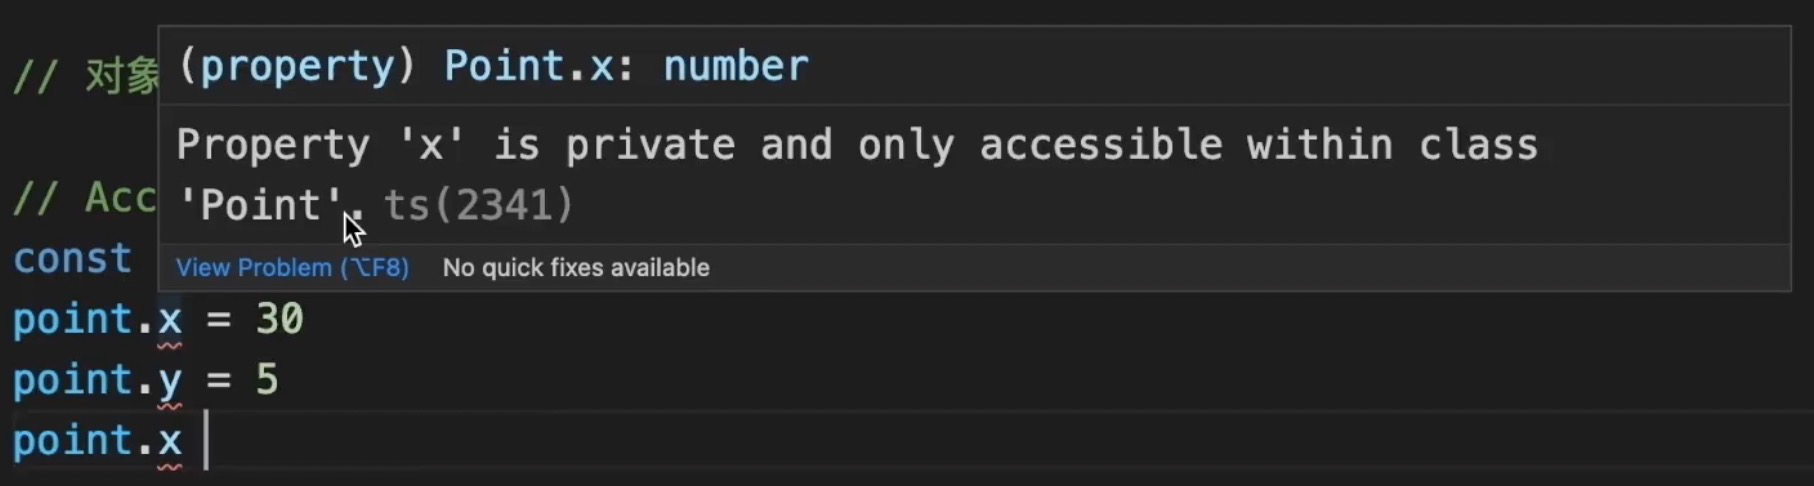 // 对象
(property) Point.x: number
Property 'x' is private and only accessible within class
'Point'. ts(2341)
// Acc
View Problem (⌥F8) No quick fixes available
const
point.x = 30
point.y = 5
point.x